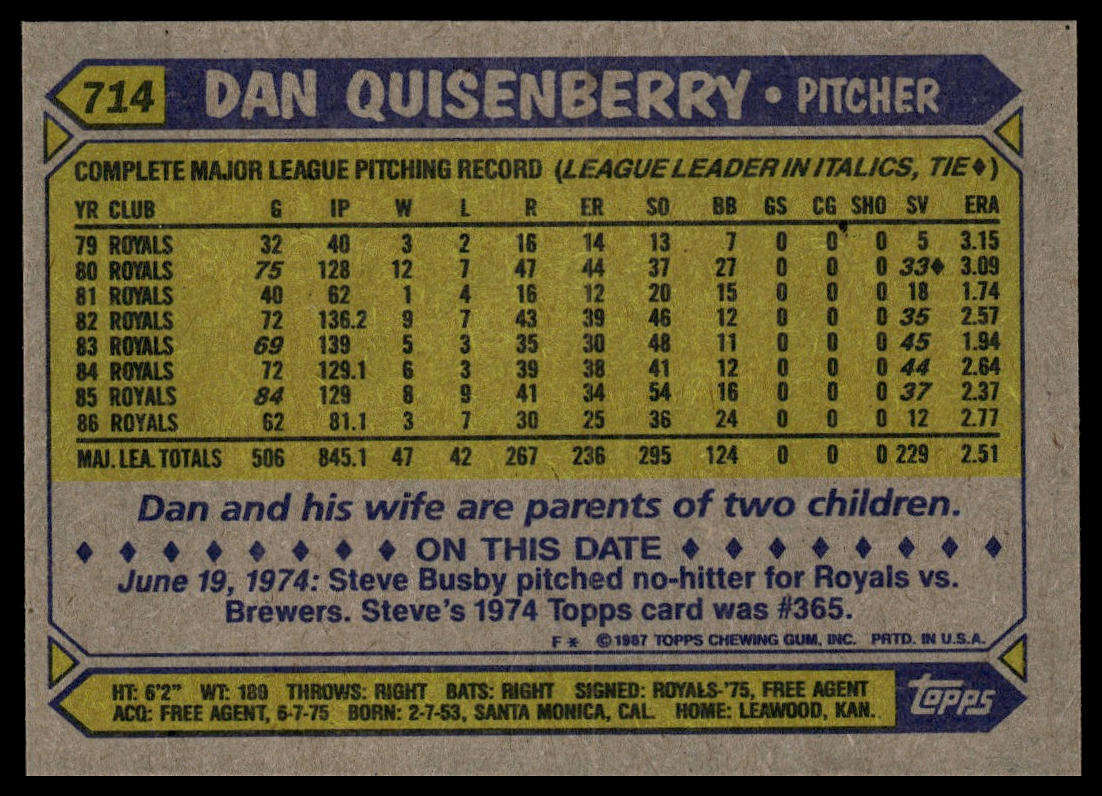 714 DAN QUISENBERRY • PITCHER
COMPLETE MAJOR LEAGUE PITCHING RECORD (LEAGUE LEADER IN ITALICS, TIE♦)
YR CLUB G IP W L R ER SO BB GS CG SHO SV ERA
79 ROYALS 32 40 3 2 16 14 13 7 0 0 0 5 3.15
80 ROYALS 75 128 12 7 47 44 37 27 0 0 0 33♦ 3.09
81 ROYALS 40 62 1 4 16 12 20 15 0 0 0 18 1.74
82 ROYALS 72 136.2 9 7 43 39 46 12 0 0 0 35 2.57
83 ROYALS 69 139 5 3 35 30 48 11 0 0 0 45 1.94
84 ROYALS 72 129.1 6 3 39 38 41 12 0 0 0 44 2.64
85 ROYALS 84 129 8 9 41 34 54 16 0 0 0 37 2.37
86 ROYALS 62 81.1 3 7 30 25 36 24 0 0 0 12 2.77
MAJ. LEA. TOTALS 506 845.1 47 42 267 236 295 124 0 0 0 229 2.51
Dan and his wife are parents of two children.
♦ ♦ ♦ ♦ ♦ ♦ ♦ ♦ ON THIS DATE ♦ ♦ ♦ ♦ ♦ ♦ ♦ ♦
June 19, 1974: Steve Busby pitched no-hitter for Royals vs.
Brewers. Steve's 1974 Topps card was #365.
F * ©1987 TOPPS CHEWING GUM, INC. PRTD. IN U.S.A.
HT: 6'2" WT: 180 THROWS: RIGHT BATS: RIGHT SIGNED: ROYALS-'75, FREE AGENT
ACQ: FREE AGENT, 6-7-75 BORN: 2-7-53, SANTA MONICA, CAL. HOME: LEAWOOD, KAN.
topps